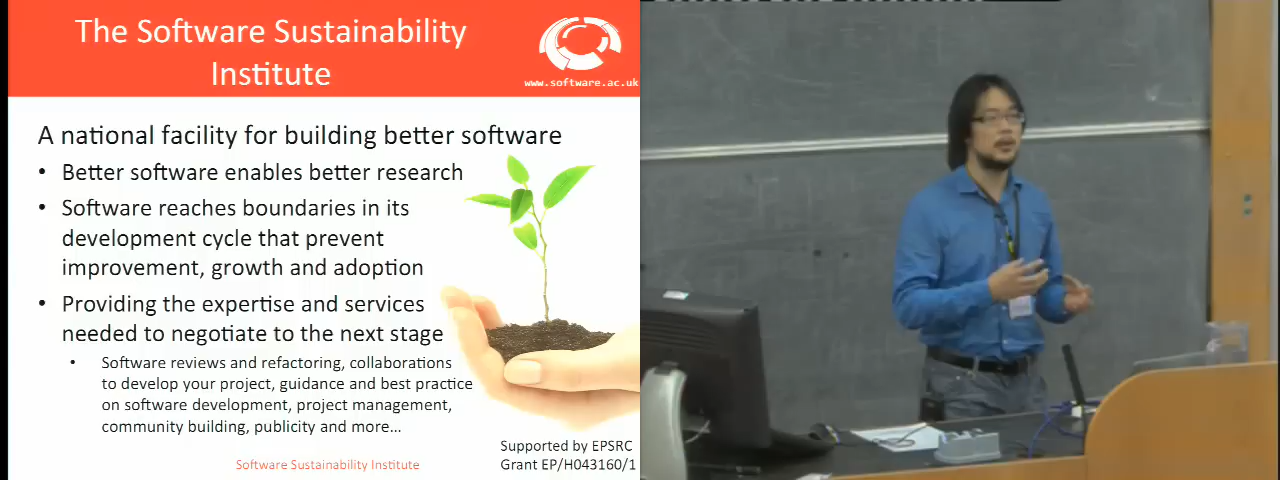 The Software Sustainability
Institute
www.software.ac.uk
A national facility for building better software
• Better software enables better research
• Software reaches boundaries in its
development cycle that prevent
improvement, growth and adoption
• Providing the expertise and services
needed to negotiate to the next stage
• Software reviews and refactoring, collaborations
to develop your project, guidance and best practice
on software development, project management,
community building, publicity and more…
Supported by EPSRC
Grant EP/H043160/1
Software Sustainability Institute